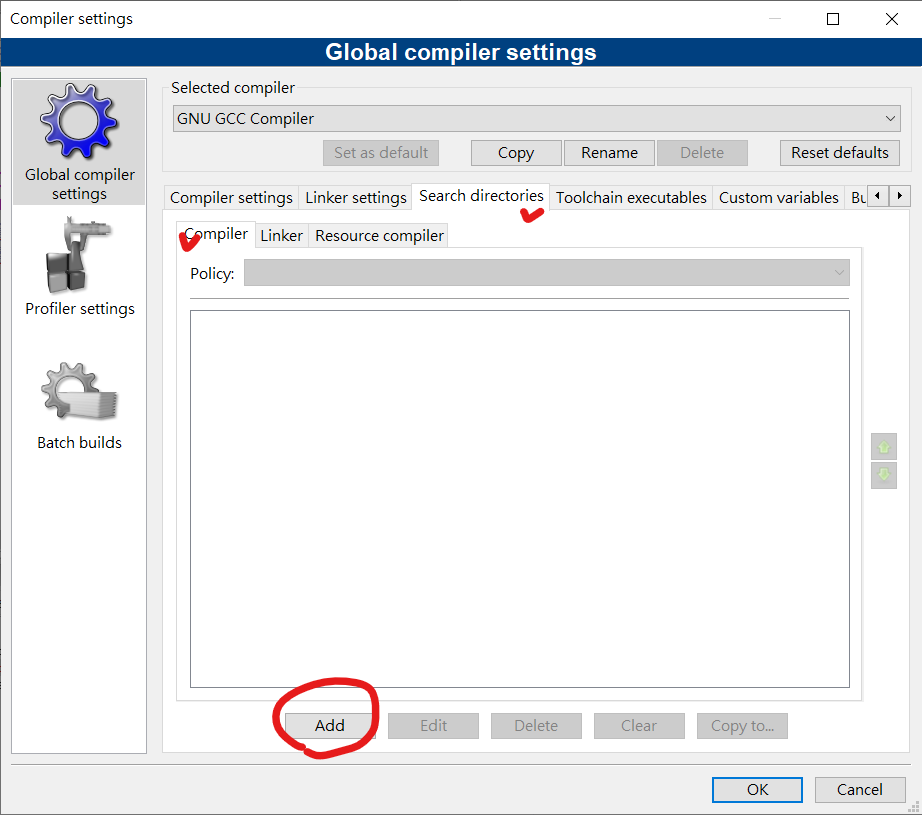 Compiler settings
Global compiler settings
Global compiler
settings
Profiler settings
Batch builds
Selected compiler
GNU GCC Compiler
Set as default
Copy
Rename
Delete
Reset defaults
Compiler settings
Linker settings
Search directories
Toolchain executables
Custom variables
Bu
Compiler
Linker
Resource compiler
Policy:
Add
Edit
Delete
Clear
Copy to...
OK
Cancel